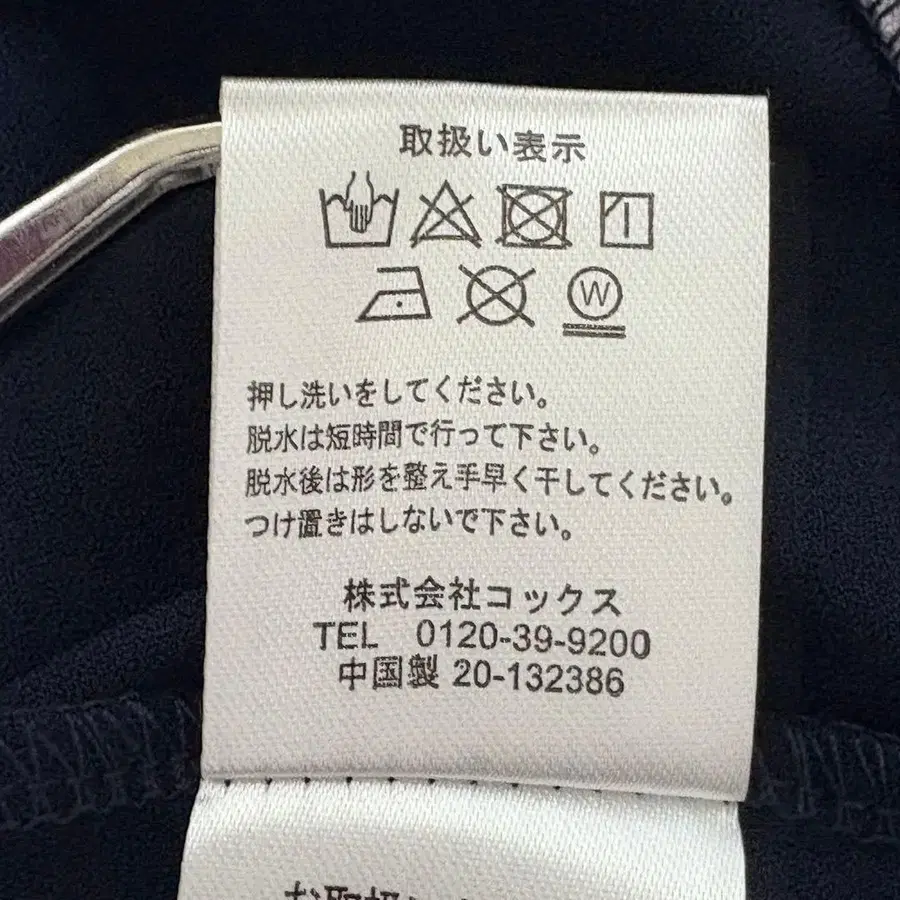 取扱い表示
W
押し洗いをしてください。
脱水は短時間で行って下さい。
脱水後は形を整え手早く干してください。
つけ置きはしないで下さい。
株式会社コックス
TEL 0120-39-9200
中国製 20-132386
お取扱